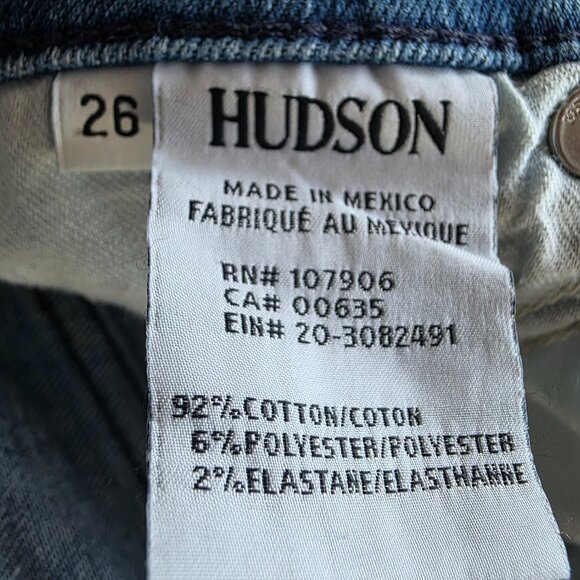 26
HUDSON
MADE IN MEXICO
FABRIQUÉ AU MEXIQUE
RN# 107906
CA# 00635
EIN# 20-3082491
92%COTTON/COTON
6%POLYESTER/POLYESTER
2%ELASTANE/ELASTHANNE